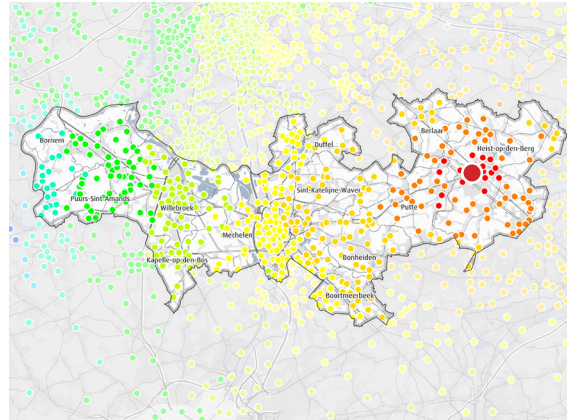 Duffel
Berlaar
Bornem
Heist-op-den-Berg
Sint-Katelijne-Waver
Puurs-Sint-Amands
Willebroek
Putte
Mechelen
Kapelle-op-den-Bos
Bonheiden
Boortmeerbeek